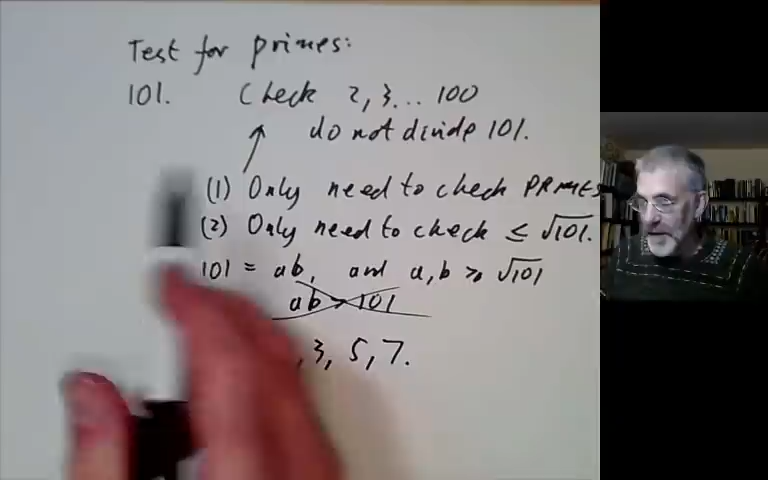 Test for primes:
101. Check 2, 3... 100
do not divide 101.
(1) Only need to check PRIMES
(2) Only need to check ≤ √101.
101 = ab, and a, b > √101
ab > 101
, 3, 5, 7.